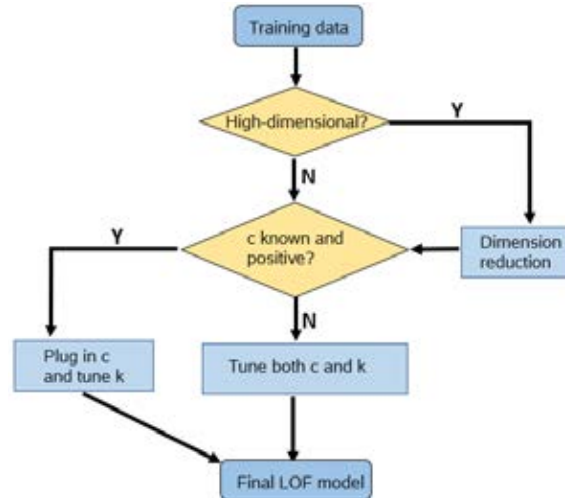 Training data
High-dimensional?
Y
N
Y
c known and
positive?
Dimension
reduction
N
Plug in c
and tune k
Tune both c and k
Final LOF model